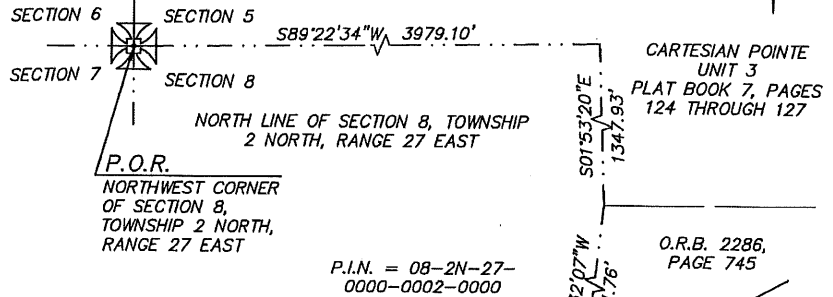 SECTION 6
SECTION 5
S89°22'34"W 3979.10'
SECTION 7
SECTION 8
CARTESIAN POINTE
UNIT 3
PLAT BOOK 7, PAGES
124 THROUGH 127
S01°53'20"E
1347.93'
NORTH LINE OF SECTION 8, TOWNSHIP
2 NORTH, RANGE 27 EAST
P.O.R.
NORTHWEST CORNER
OF SECTION 8,
TOWNSHIP 2 NORTH,
RANGE 27 EAST
O.R.B. 2286,
PAGE 745
P.I.N. = 08-2N-27-
0000-0002-0000